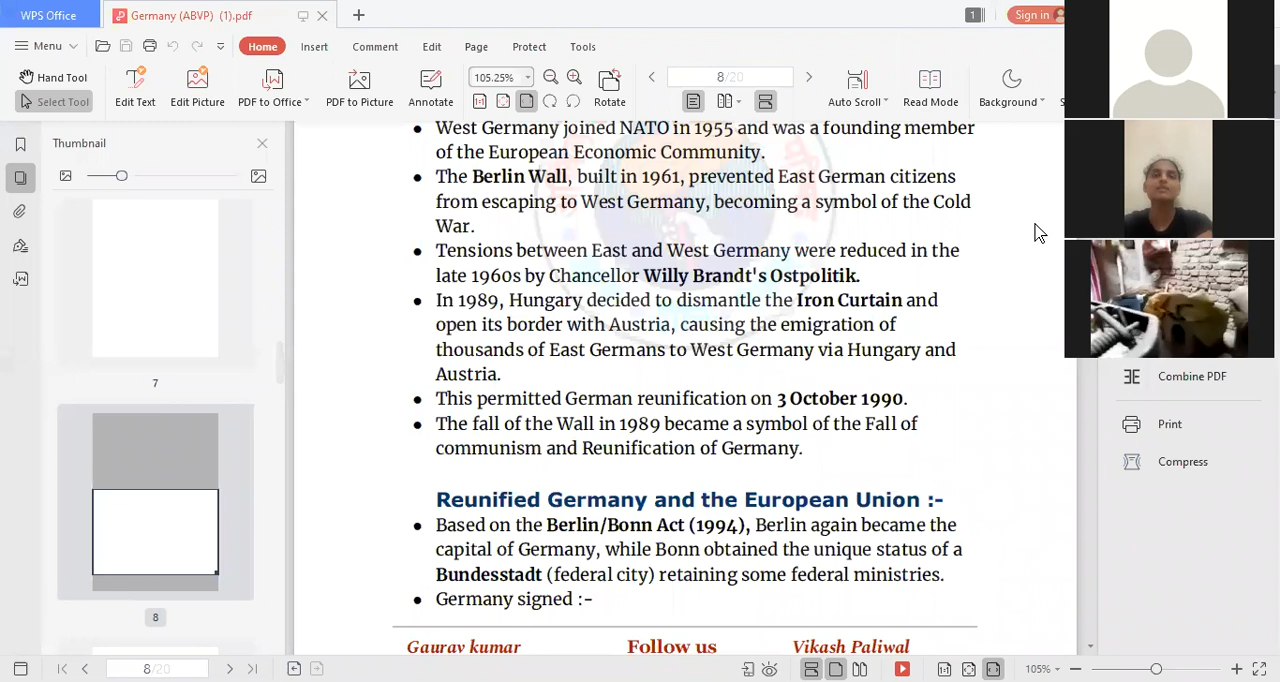 WPS Office
Germany (ABVP) (1).pdf
1
Sign in
Menu
Home
Insert
Comment
Edit
Page
Protect
Tools
Hand Tool
Select Tool
Edit Text
Edit Picture
PDF to Office
PDF to Picture
Annotate
105.25%
Rotate
8/20
Auto Scroll
Read Mode
Background
Thumbnail
7
8
West Germany joined NATO in 1955 and was a founding member
of the European Economic Community.
The Berlin Wall, built in 1961, prevented East German citizens
from escaping to West Germany, becoming a symbol of the Cold
War.
Tensions between East and West Germany were reduced in the
late 1960s by Chancellor Willy Brandt's Ostpolitik.
In 1989, Hungary decided to dismantle the Iron Curtain and
open its border with Austria, causing the emigration of
thousands of East Germans to West Germany via Hungary and
Austria.
This permitted German reunification on 3 October 1990.
The fall of the Wall in 1989 became a symbol of the Fall of
communism and Reunification of Germany.
Reunified Germany and the European Union :-
Based on the Berlin/Bonn Act (1994), Berlin again became the
capital of Germany, while Bonn obtained the unique status of a
Bundesstadt (federal city) retaining some federal ministries.
Germany signed :-
Gaurav kumar Follow us Vikash Paliwal
Combine PDF
Print
Compress
8/20
105%